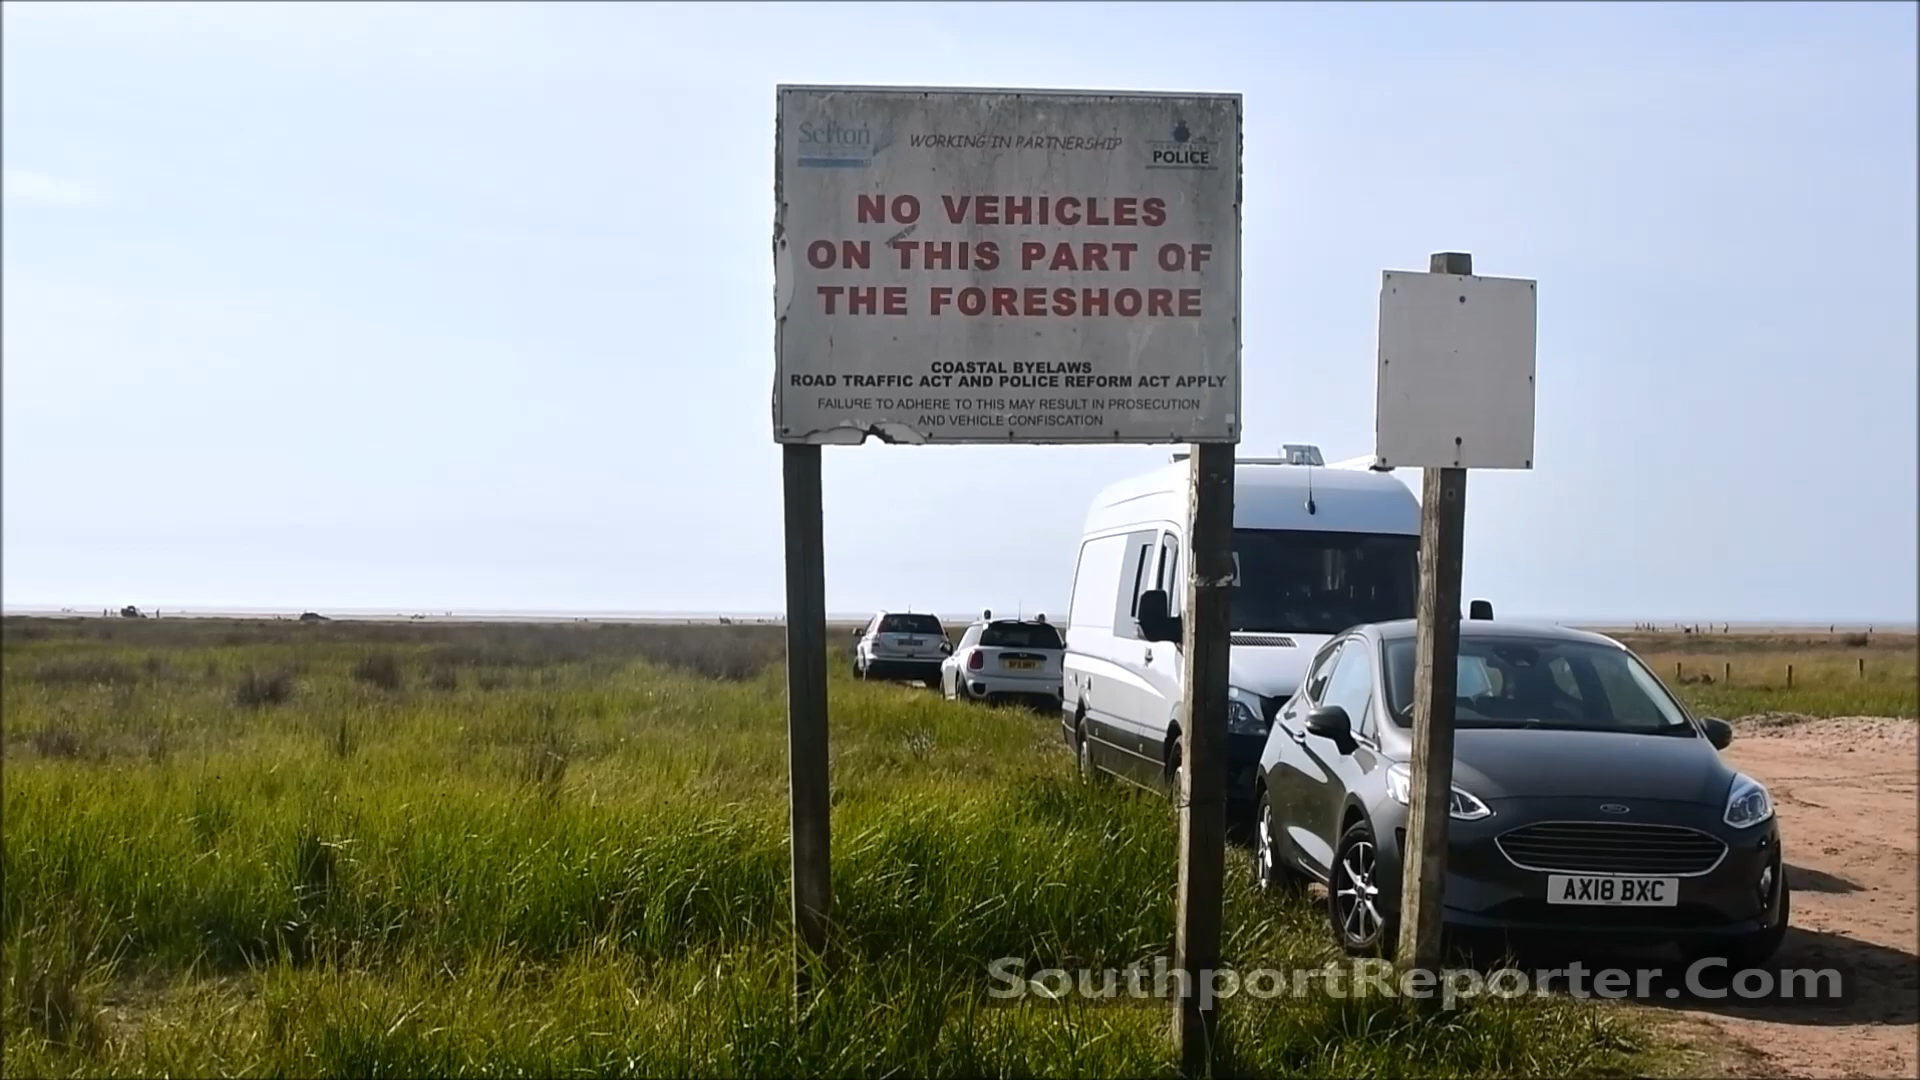 Sefton
WORKING IN PARTNERSHIP
POLICE
NO VEHICLES
ON THIS PART OF
THE FORESHORE
COASTAL BYELAWS
ROAD TRAFFIC ACT AND POLICE REFORM ACT APPLY
FAILURE TO ADHERE TO THIS MAY RESULT IN PROSECUTION
AND VEHICLE CONFISCATION
AX18 BXC
SouthportReporter.Com